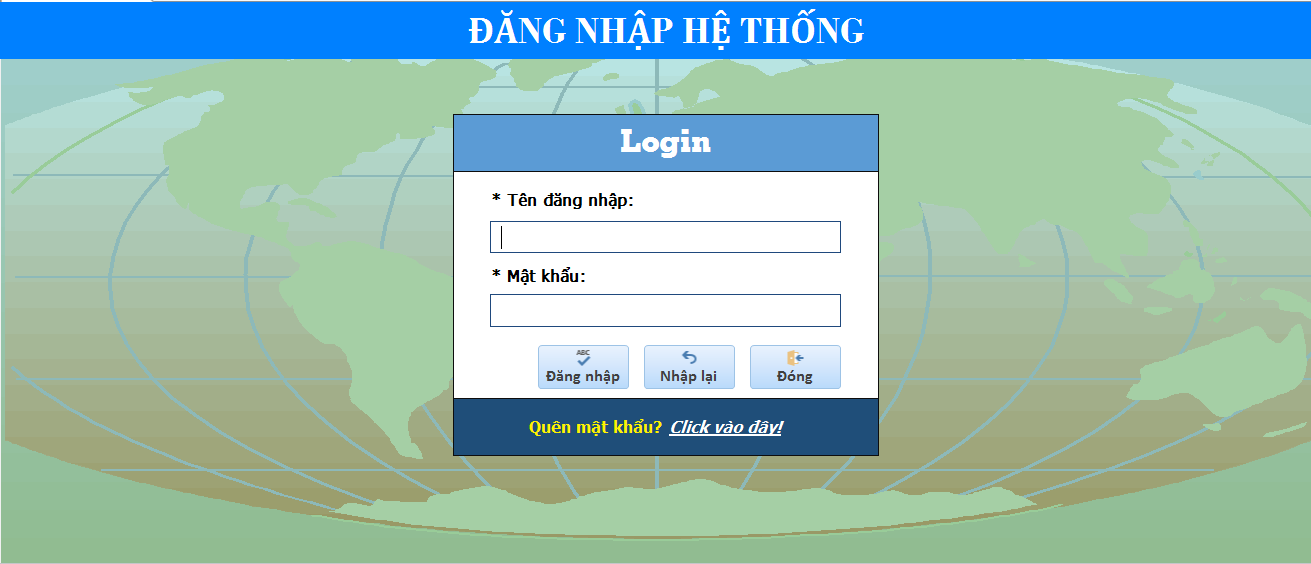 ĐĂNG NHẬP HỆ THỐNG
Login
* Tên đăng nhập:
* Mật khẩu:
ABC
Đăng nhập Nhập lại Đóng
Quên mật khẩu? Click vào đây!